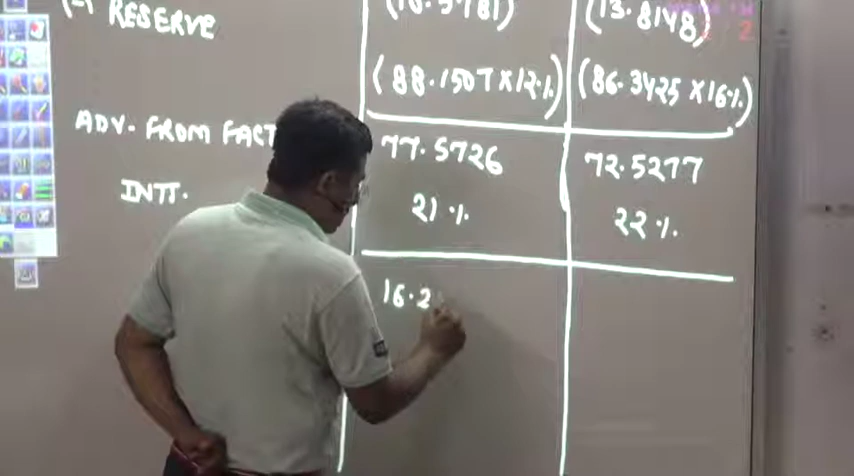 (-) RESERVE
(10.5781) (13.8148)
(88.1507 X 12%) (86.3425 X 16%)
ADV. FROM FACT 77.5726 72.5277
INTT. 21% 22%
16.2